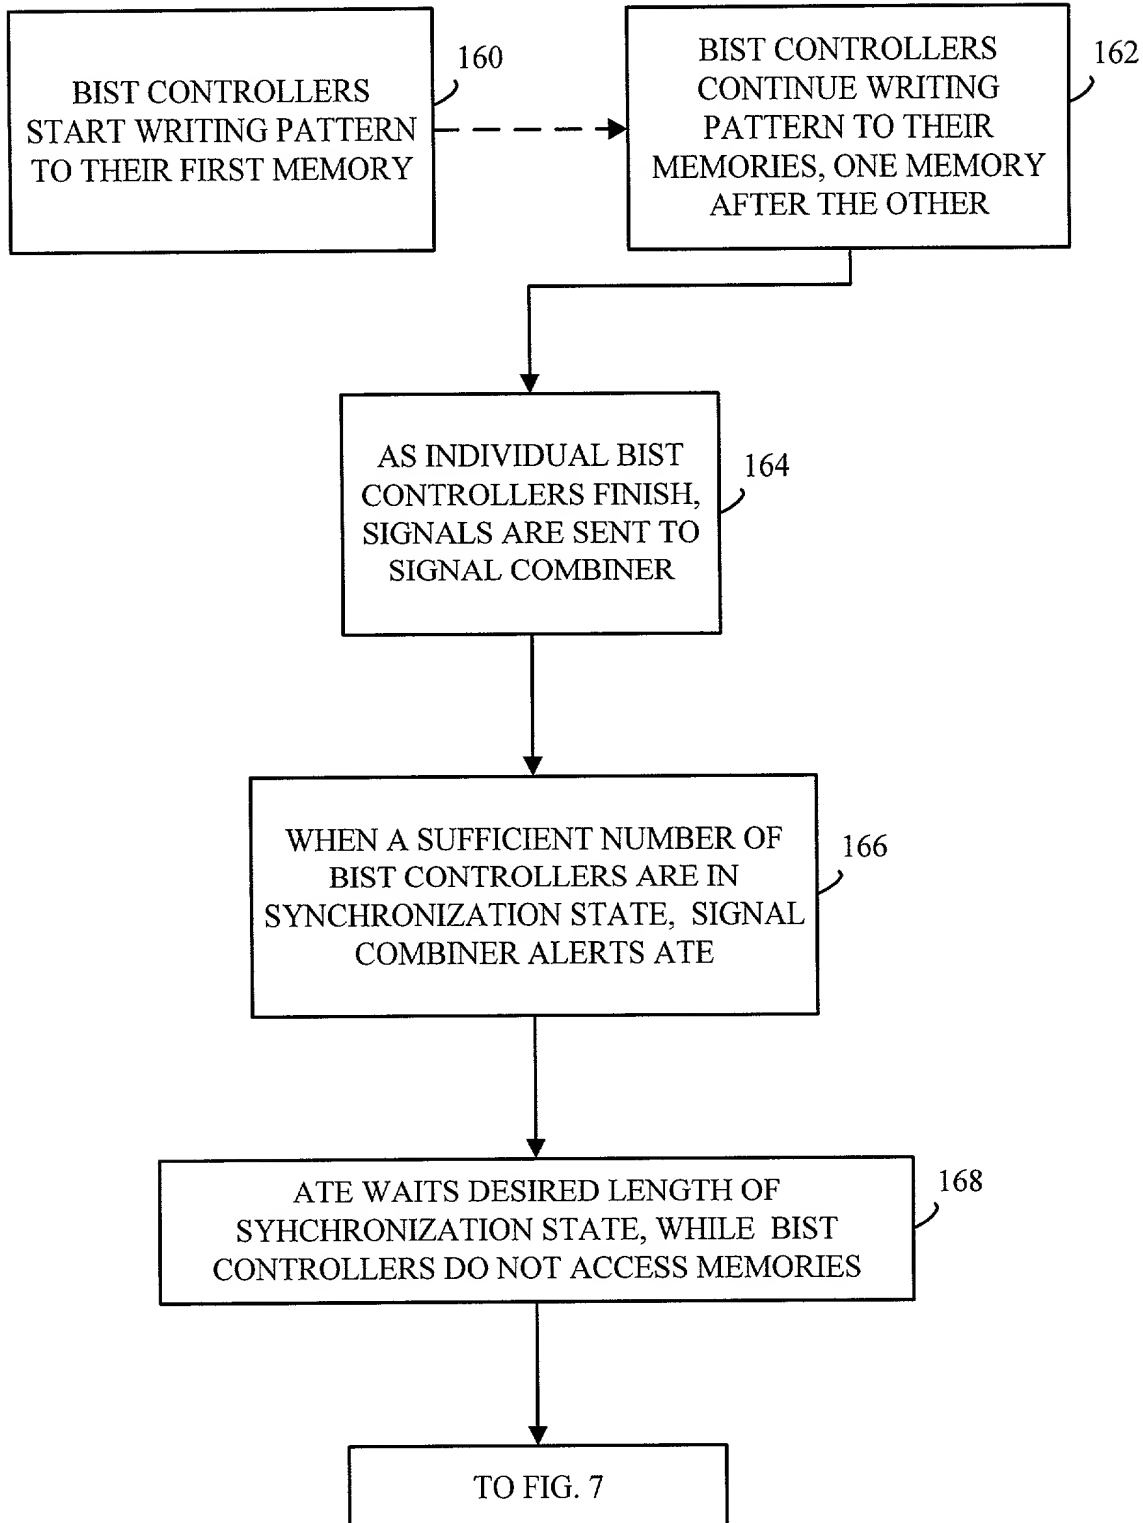 BIST CONTROLLERS
START WRITING PATTERN
TO THEIR FIRST MEMORY
160
BIST CONTROLLERS
CONTINUE WRITING
PATTERN TO THEIR
MEMORIES, ONE MEMORY
AFTER THE OTHER
162
AS INDIVIDUAL BIST
CONTROLLERS FINISH,
SIGNALS ARE SENT TO
SIGNAL COMBINER
164
WHEN A SUFFICIENT NUMBER OF
BIST CONTROLLERS ARE IN
SYNCHRONIZATION STATE, SIGNAL
COMBINER ALERTS ATE
166
ATE WAITS DESIRED LENGTH OF
SYHCHRONIZATION STATE, WHILE BIST
CONTROLLERS DO NOT ACCESS MEMORIES
168
TO FIG. 7